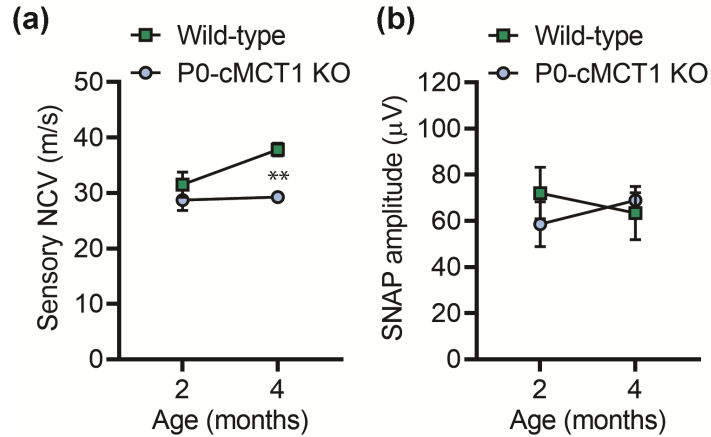 (a)
Wild-type
P0-cMCT1 KO
Sensory NCV (m/s)
50
40
30
20
10
0
**
2 4
Age (months)
(b)
Wild-type
P0-cMCT1 KO
SNAP amplitude (μV)
120
100
80
60
40
20
0
2 4
Age (months)